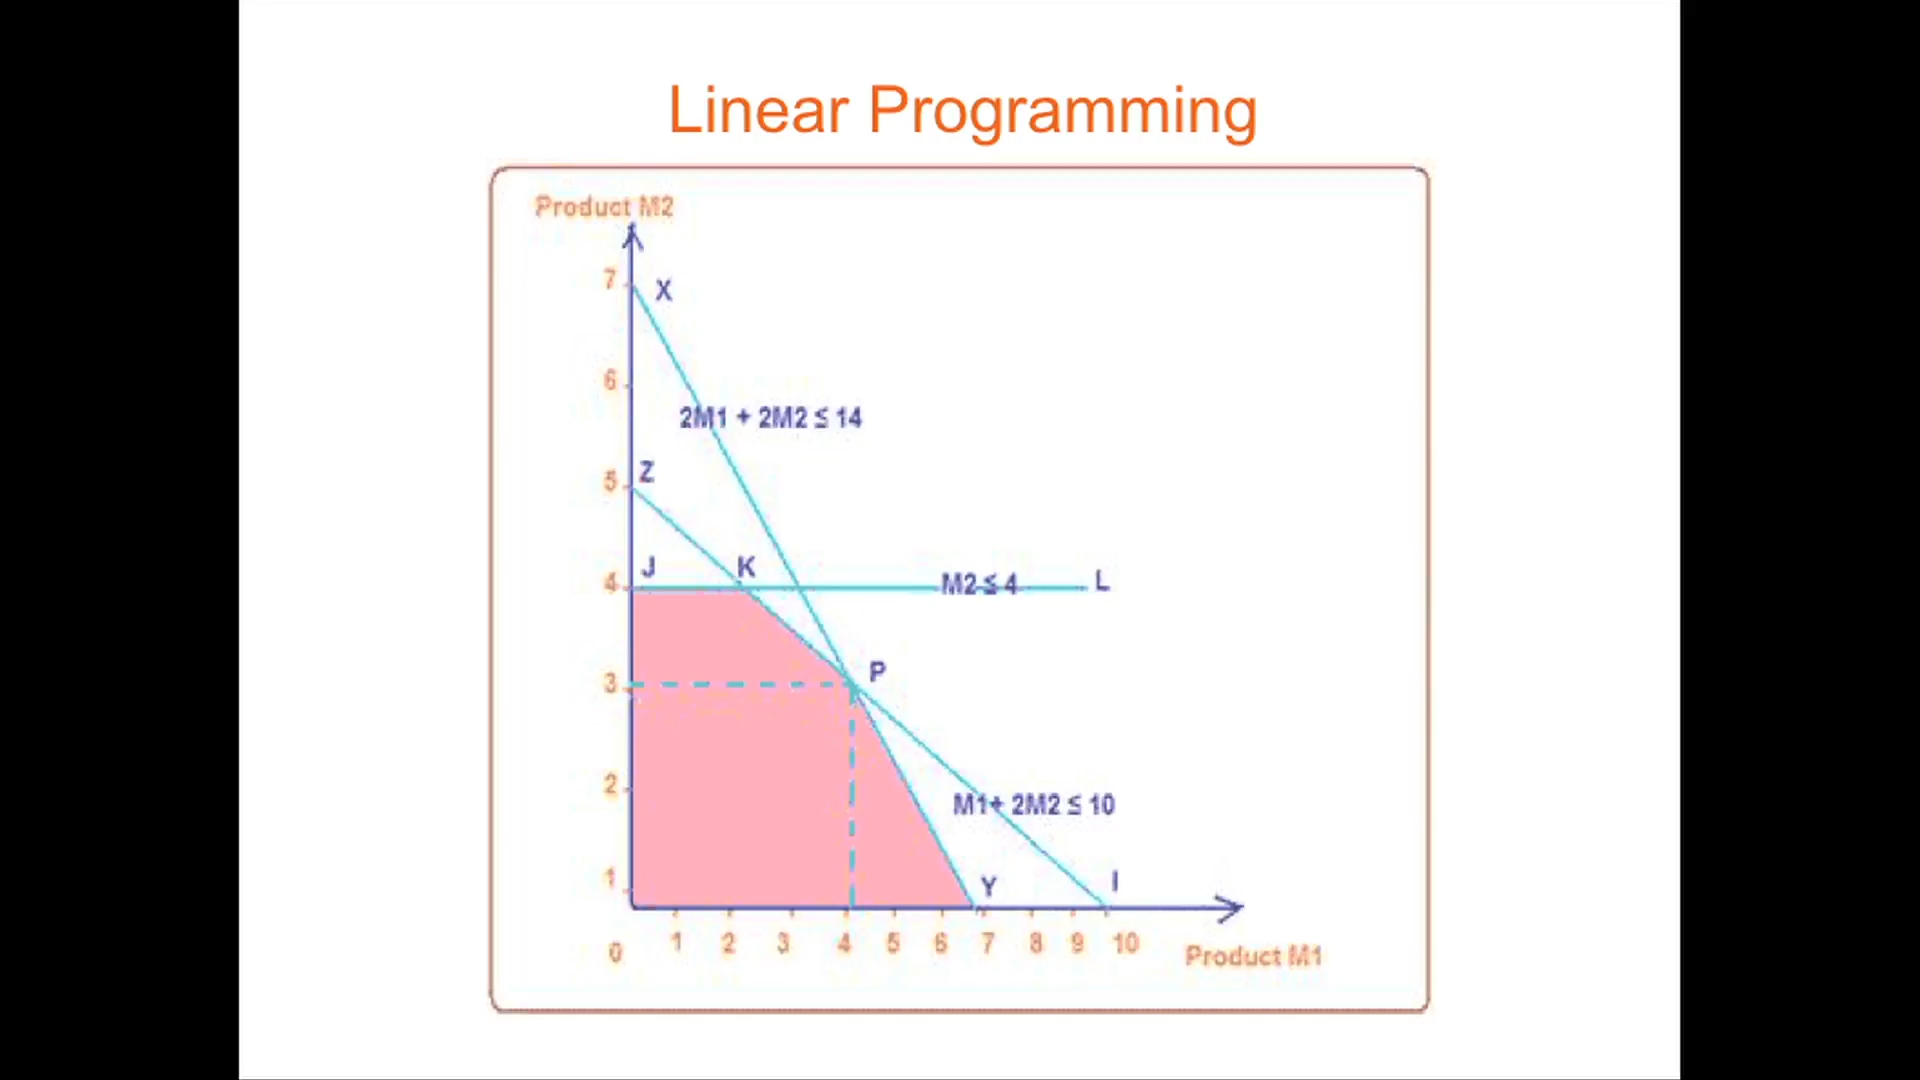 Linear Programming
Product M2
7
X
6
2M1 + 2M2 ≤ 14
5
Z
4
J
K
M2 ≤ 4
L
3
P
2
M1+ 2M2 ≤ 10
1
Y
I
0
1 2 3 4 5 6 7 8 9 10
Product M1